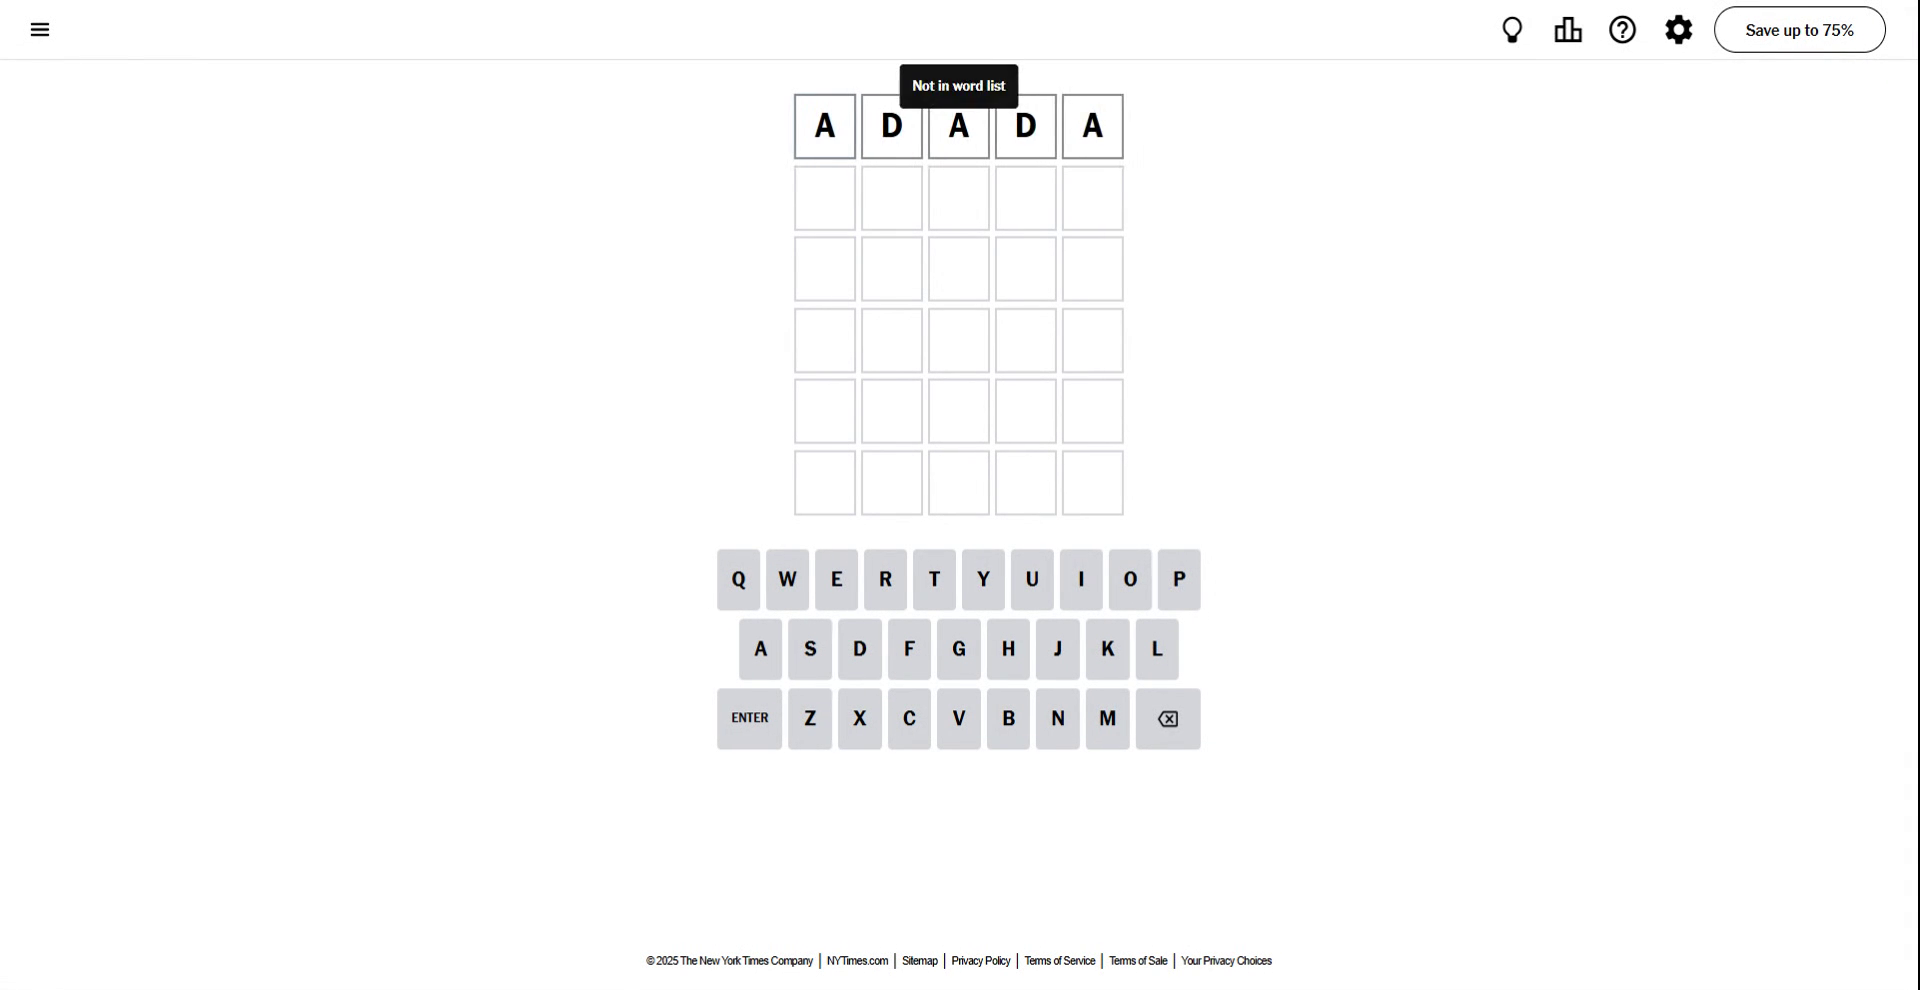 Save up to 75%
Not in word list
A D A D A
Q W E R T Y U I O P
A S D F G H J K L
ENTER Z X C V B N M
© 2025 The New York Times Company | NYTimes.com | Sitemap | Privacy Policy | Terms of Service | Terms of Sale | Your Privacy Choices